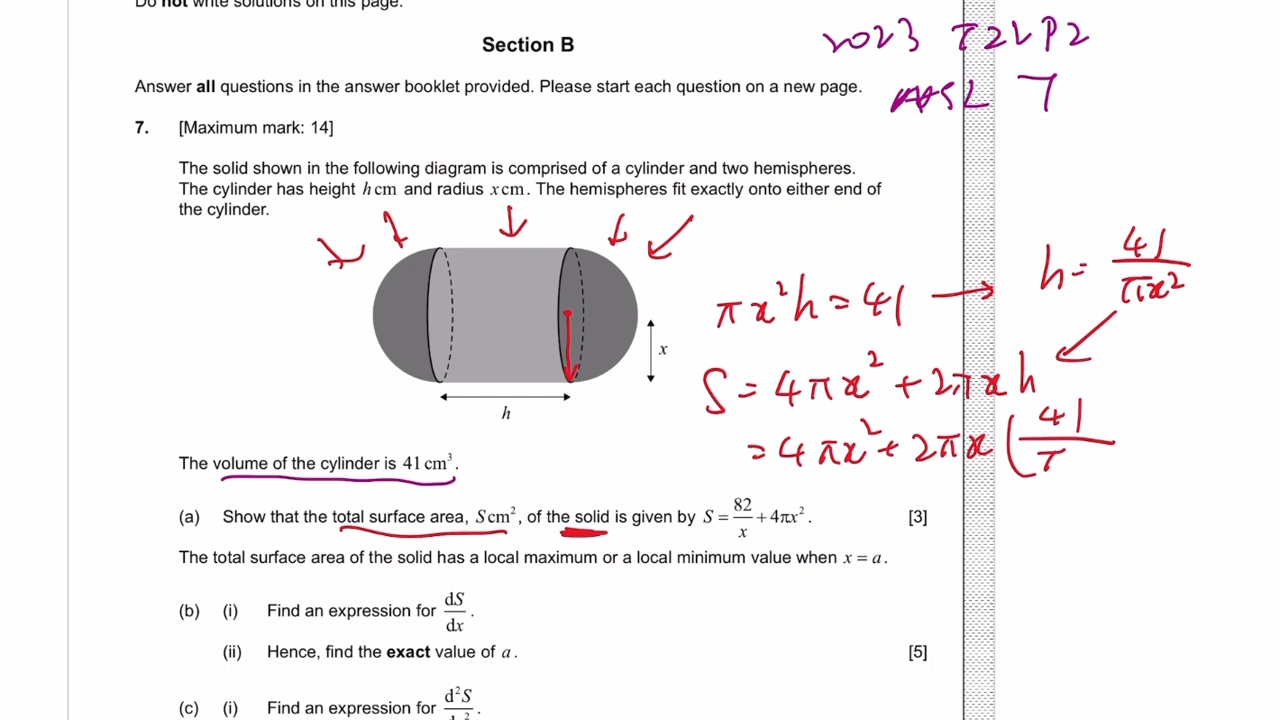 Do not write solutions on this page.
Section B
2023 TZ2 P2
AASL 7
Answer all questions in the answer booklet provided. Please start each question on a new page.
7. [Maximum mark: 14]
The solid shown in the following diagram is comprised of a cylinder and two hemispheres.
The cylinder has height h cm and radius x cm. The hemispheres fit exactly onto either end of
the cylinder.
πx²h = 41 → h = 41/πx²
x
h
S = 4πx² + 2πxh
= 4πx² + 2πx (41/π
The volume of the cylinder is 41 cm³.
(a) Show that the total surface area, S cm², of the solid is given by S = 82/x + 4πx². [3]
The total surface area of the solid has a local maximum or a local minimum value when x = a.
(b) (i) Find an expression for dS/dx.
(ii) Hence, find the exact value of a. [5]
(c) (i) Find an expression for d²S/dx².